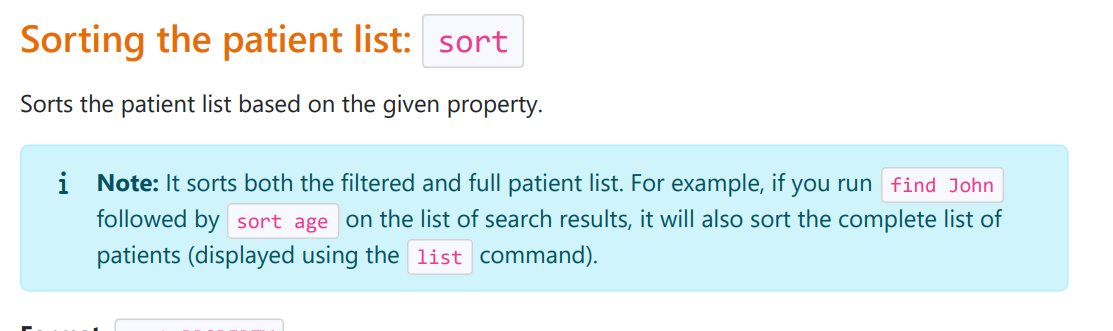 Sorting the patient list: sort
Sorts the patient list based on the given property.
i Note: It sorts both the filtered and full patient list. For example, if you run find John
followed by sort age on the list of search results, it will also sort the complete list of
patients (displayed using the list command).